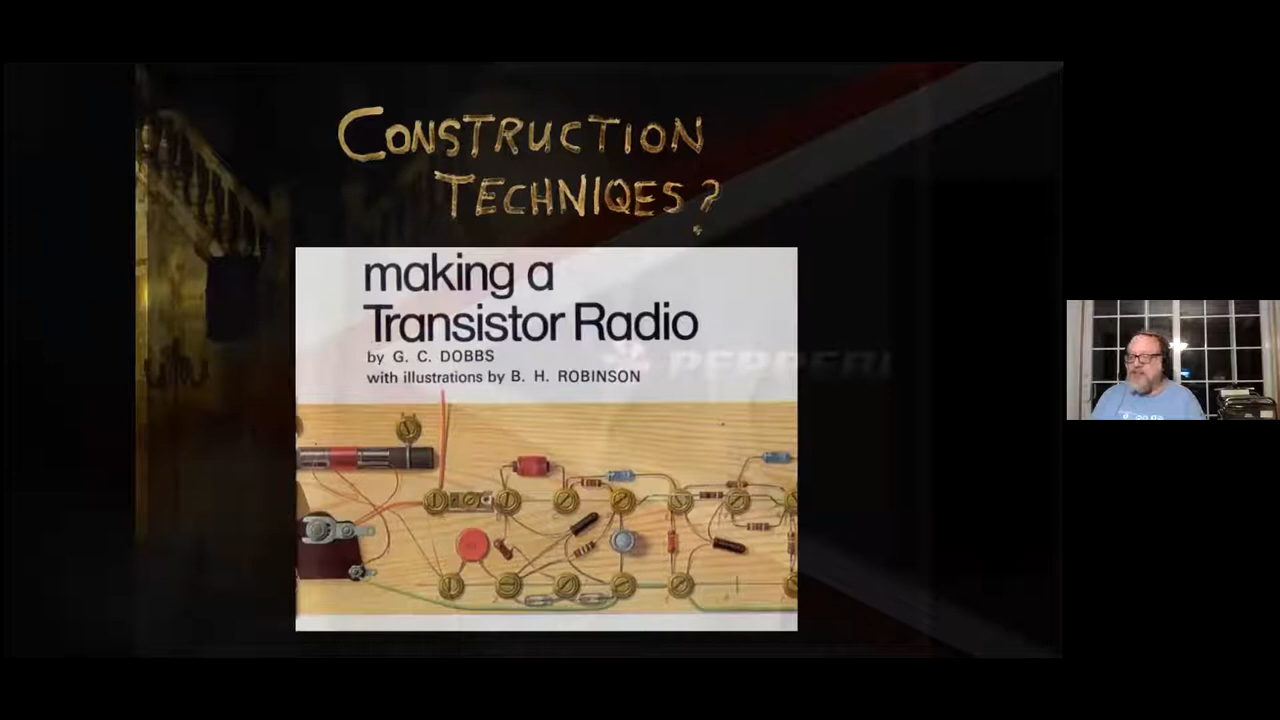 CONSTRUCTION
TECHNIQES?
making a
Transistor Radio
by G. C. DOBBS
with illustrations by B. H. ROBINSON